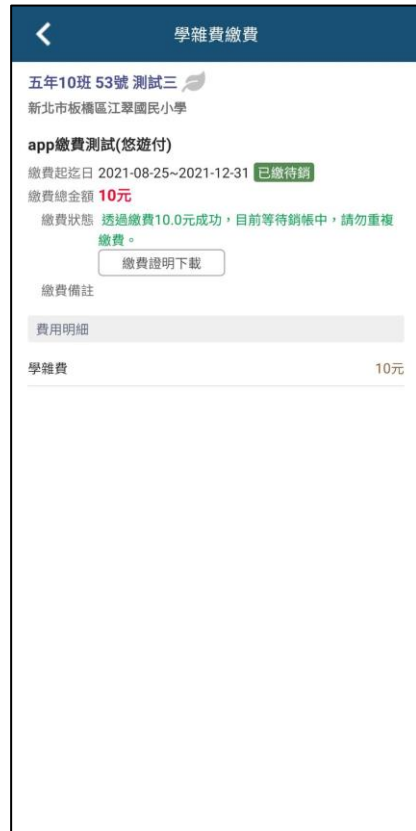 學雜費繳費
五年10班 53號 測試三
新北市板橋區江翠國民小學
app繳費測試(悠遊付)
繳費起迄日 2021-08-25~2021-12-31 已繳待銷
繳費總金額 10元
繳費狀態 透過繳費10.0元成功，目前等待銷帳中，請勿重複
繳費。
繳費證明下載
繳費備註
費用明細
學雜費 10元